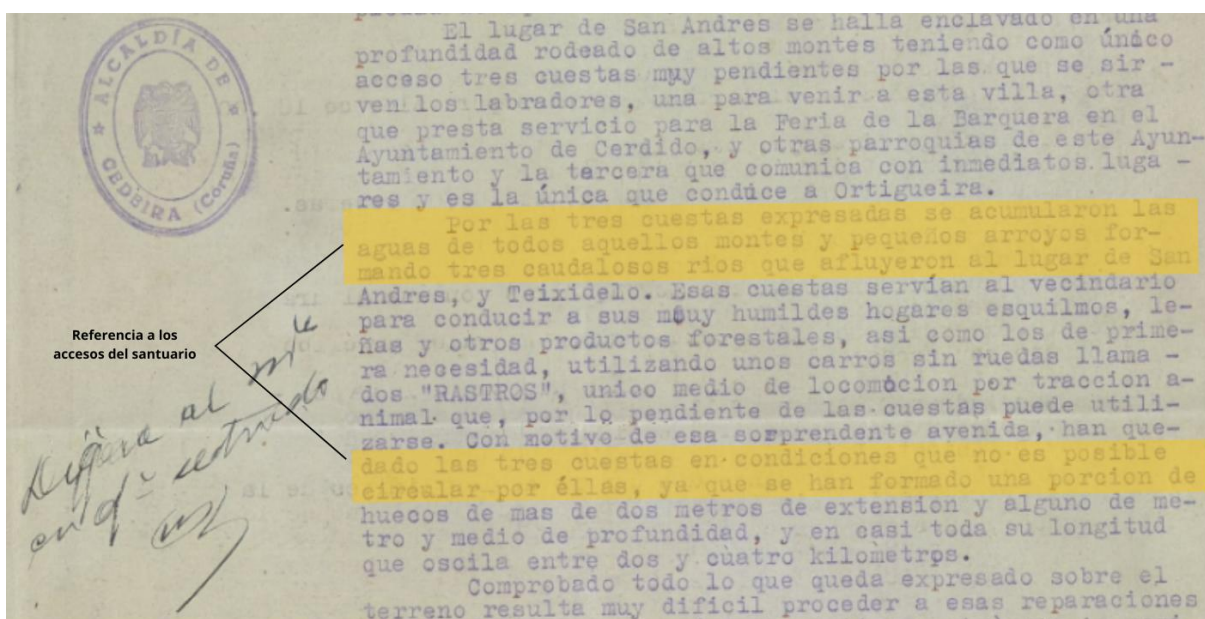 El lugar de San Andres se halla enclavado en una
profundidad rodeado de altos montes teniendo como único
acceso tres cuestas muy pendientes por las que se sir -
ven los labradores, una para venir a esta villa, otra
que presta servicio para la Feria de la Barquera en el
Ayuntamiento de Cerdido, y otras parroquias de este Ayun-
tamiento y la tercera que comunica con inmediatos luga -
res y es la única que condúce a Ortigueira.
Por las tres cuestas expresadas se acumularon las
aguas de todos aquellos montes y pequeños arroyos for-
mando tres caudalosos rios que afluyeron al lugar de San
Andres, y Teixidelo. Esas cuestas servían al vecindario
para conducir a sus muy humildes hogares esquilmos, le-
ñas y otros productos forestales, asi como los de prime-
ra necesidad, utilizando unos carros sin ruedas llama -
dos "RASTROS", unico medio de locomocion por traccion a-
nimal que, por lo pendiente de las cuestas puede utili-
zarse. Con motivo de esa sorprendente avenida, han que-
dado las tres cuestas en condiciones que no es posible
circular por éllas, ya que se han formado una porcion de
huecos de mas de dos metros de extension y alguno de me-
tro y medio de profundidad, y en casi toda su longitud
que oscila entre dos y cùatro kilòmetros.
Comprobado todo lo que queda expresado sobre el
terreno resulta muy dificil proceder a esas reparaciones
ALCALDÍA DE
CEDEIRA (Coruña)
Referencia a los
accesos del santuario
al